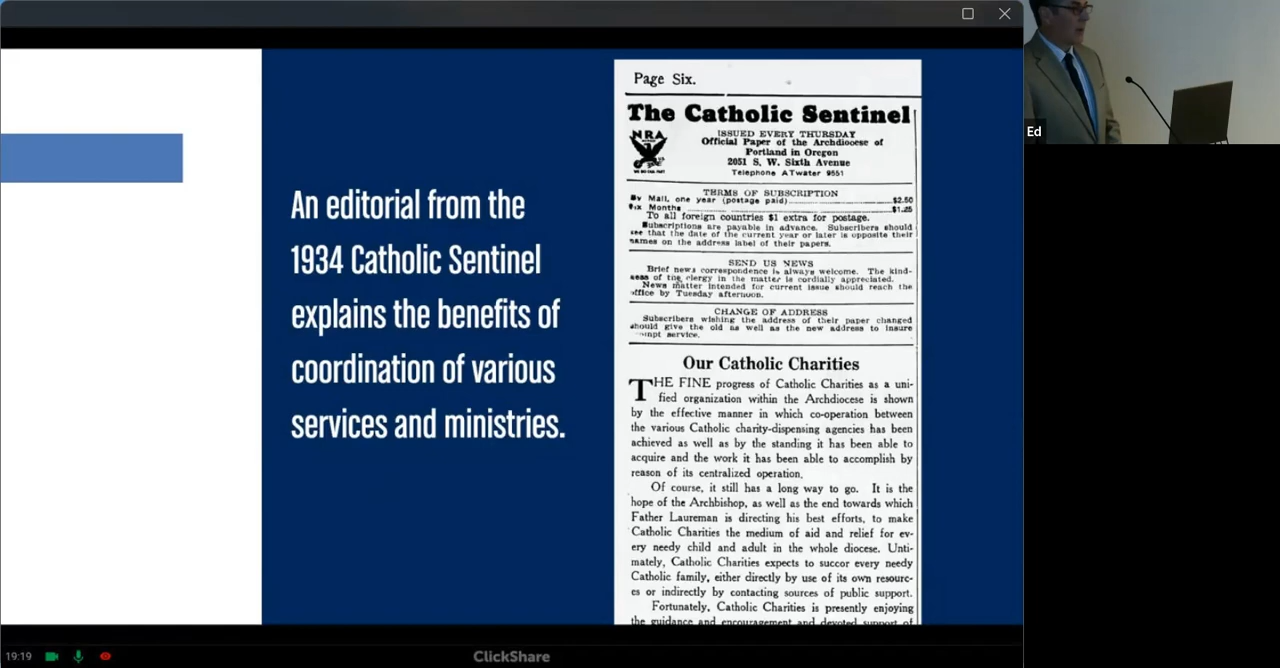 An editorial from the
1934 Catholic Sentinel
explains the benefits of
coordination of various
services and ministries.
Page Six.
The Catholic Sentinel
NRA
ISSUED EVERY THURSDAY
Official Paper of the Archdiocese of
Portland in Oregon
2051 S. W. Sixth Avenue
Telephone ATwater 9551
WE DO OUR PART
TERMS OF SUBSCRIPTION
By Mail, one year (postage paid) $2.50
Six Months $1.25
To all foreign countries $1 extra for postage.
Subscriptions are payable in advance. Subscribers should
see that the date of the current year or later is opposite their
names on the address label of their papers.
SEND US NEWS
Brief news correspondence is always welcome. The kind-
ness of the clergy in the matter is cordially appreciated.
News matter intended for current issue should reach the
office by Tuesday afternoon.
CHANGE OF ADDRESS
Subscribers wishing the address of their paper changed
should give the old as well as the new address to insure
service.
Our Catholic Charities
THE FINE progress of Catholic Charities as a uni-
fied organization within the Archdiocese is shown
by the effective manner in which co-operation between
the various Catholic charity-dispensing agencies has been
achieved as well as by the standing it has been able to
acquire and the work it has been able to accomplish by
reason of its centralized operation.
Of course, it still has a long way to go. It is the
hope of the Archbishop, as well as the end towards which
Father Laureman is directing his best efforts, to make
Catholic Charities the medium of aid and relief for ev-
ery needy child and adult in the whole diocese. Unti-
mately, Catholic Charities expects to succor every needy
Catholic family, either directly by use of its own resourc-
es or indirectly by contacting sources of public support.
Fortunately, Catholic Charities is presently enjoying
the guidance and encouragement and devoted support of
Ed
19:19
ClickShare